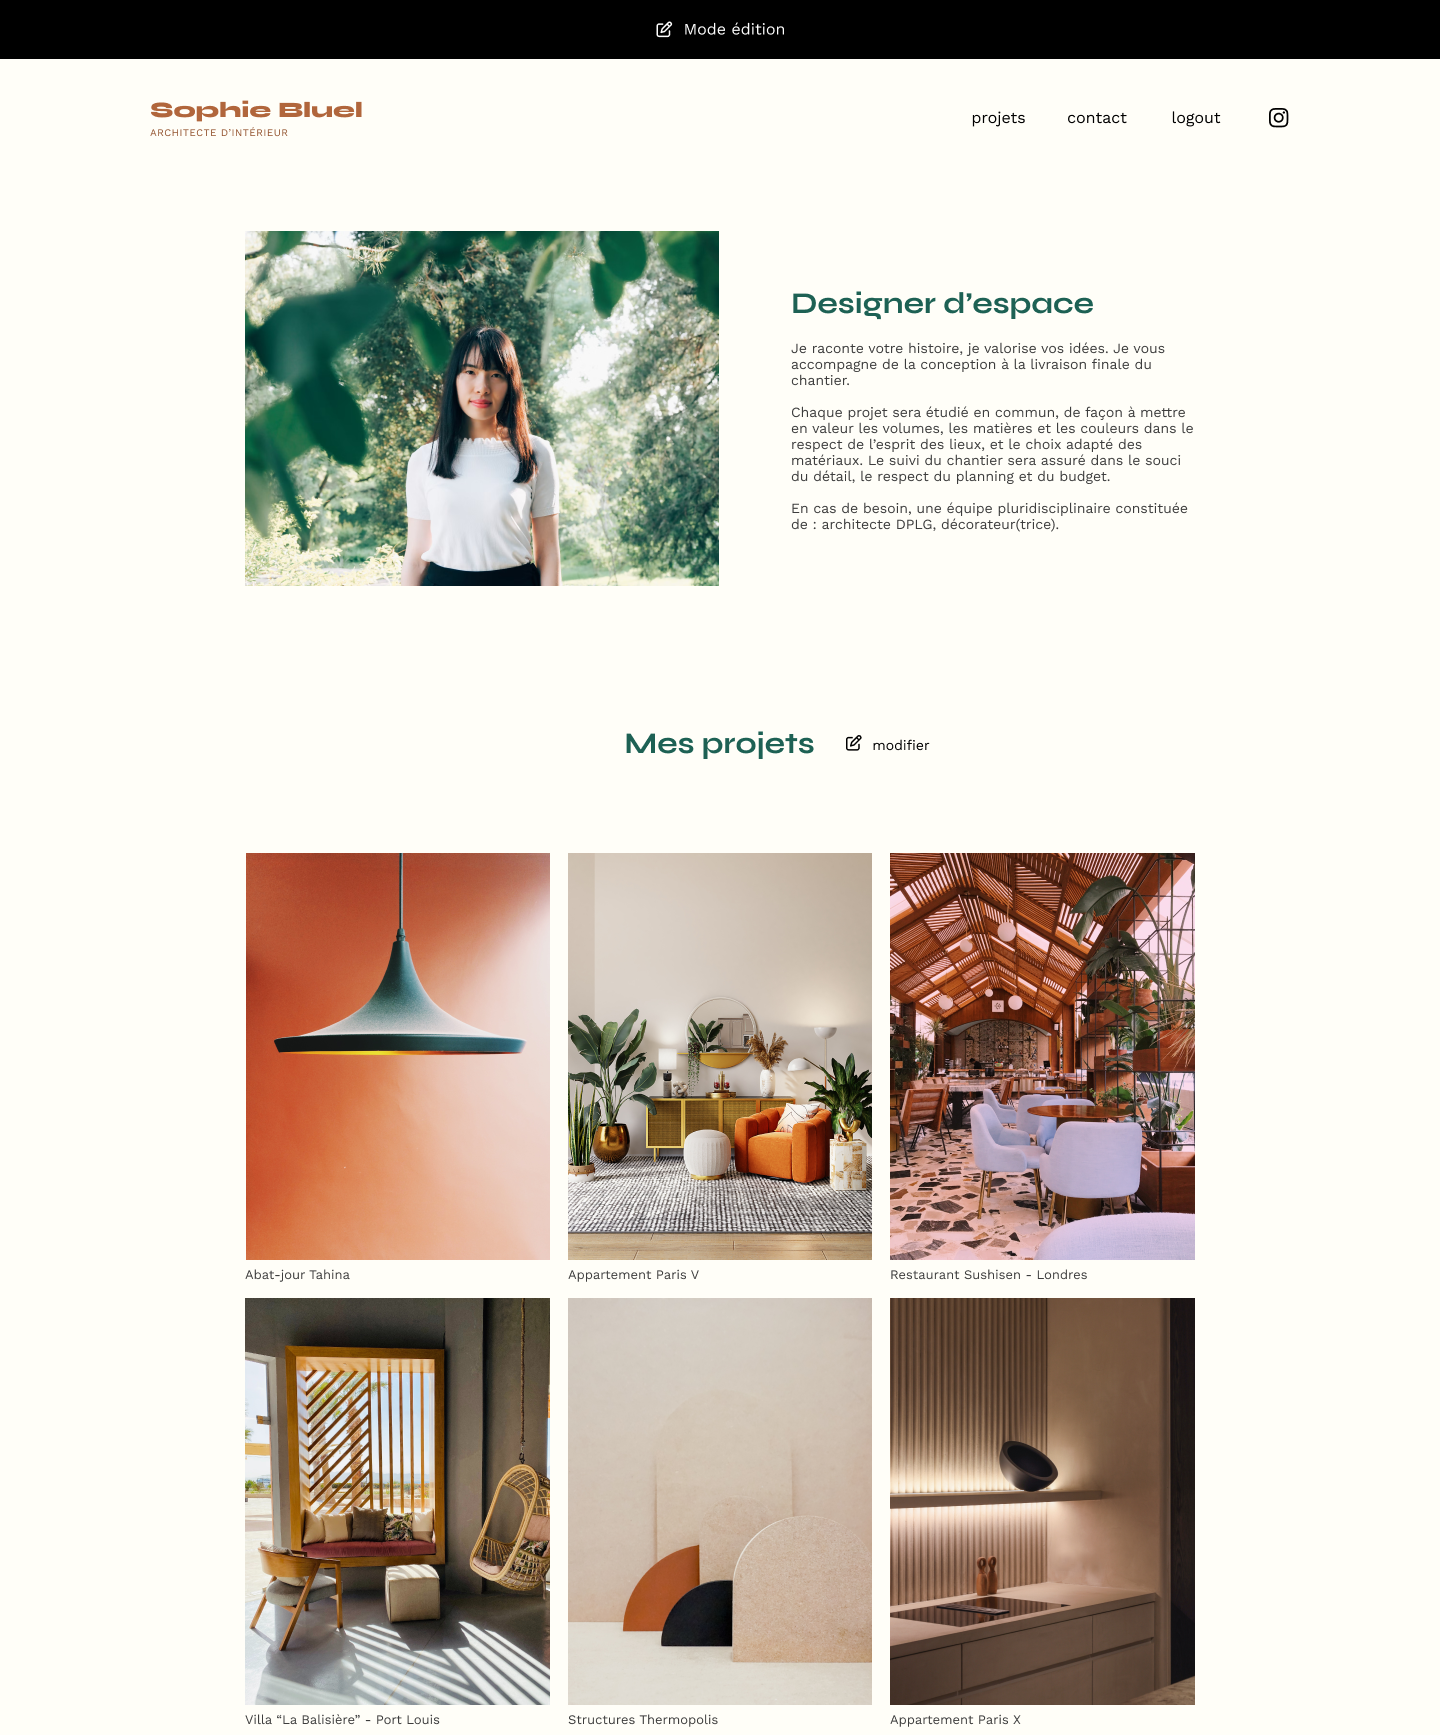 Mode édition
Sophie Bluel
ARCHITECTE D’INTÉRIEUR
projets contact logout
Designer d’espace
Je raconte votre histoire, je valorise vos idées. Je vous
accompagne de la conception à la livraison finale du
chantier.
Chaque projet sera étudié en commun, de façon à mettre
en valeur les volumes, les matières et les couleurs dans le
respect de l’esprit des lieux, et le choix adapté des
matériaux. Le suivi du chantier sera assuré dans le souci
du détail, le respect du planning et du budget.
En cas de besoin, une équipe pluridisciplinaire constituée
de : architecte DPLG, décorateur(trice).
Mes projets modifier
Abat-jour Tahina
Appartement Paris V
Restaurant Sushisen - Londres
Villa “La Balisière” - Port Louis
Structures Thermopolis
Appartement Paris X